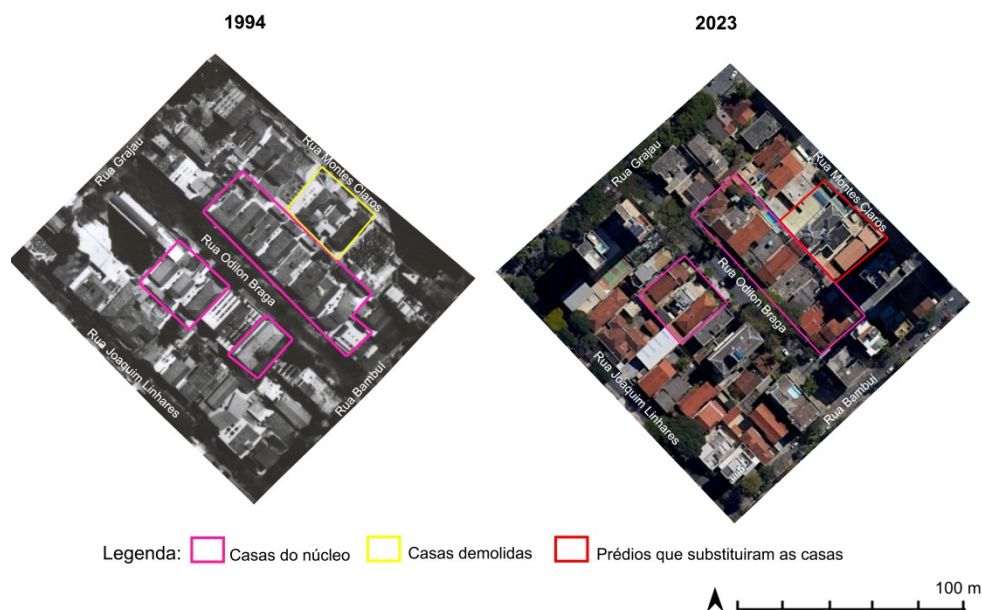 1994
2023
Rua Grajau
Rua Montes Claros
Rua Odilon Braga
Rua Joaquim Linhares
Rua Bambuí
Rua Grajaú
Rua Montes Claros
Rua Odilon Braga
Rua Joaquim Linhares
Rua Bambuí
Legenda: Casas do núcleo Casas demolidas Prédios que substituiram as casas
100 m